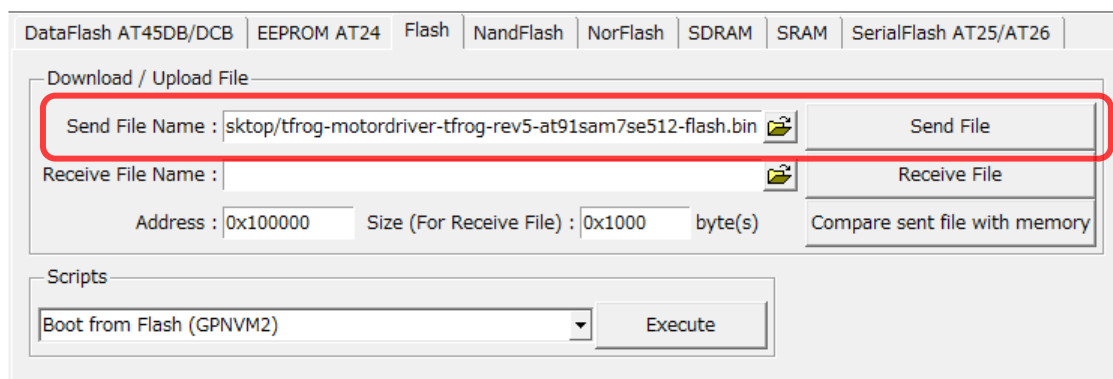 DataFlash AT45DB/DCB EEPROM AT24 Flash NandFlash NorFlash SDRAM SRAM SerialFlash AT25/AT26
Download / Upload File
Send File Name : sktop/tfrog-motordriver-tfrog-rev5-at91sam7se512-flash.bin Send File
Receive File Name : Receive File
Address : 0x100000 Size (For Receive File) : 0x1000 byte(s) Compare sent file with memory
Scripts
Boot from Flash (GPNVM2) Execute